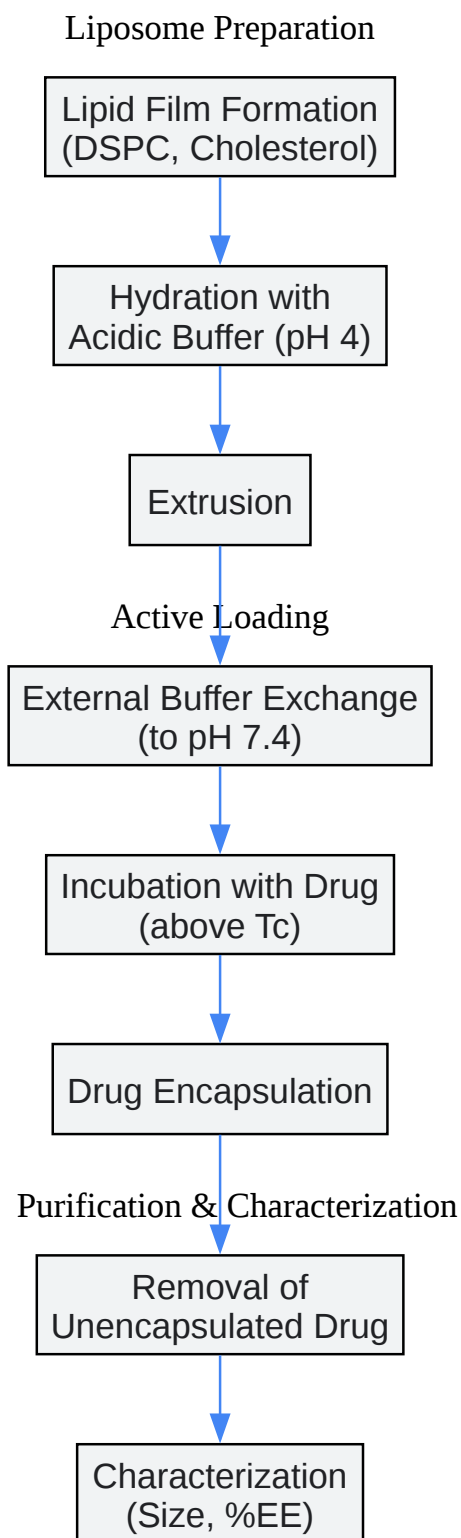 Liposome Preparation
Lipid Film Formation
(DSPC, Cholesterol)
Hydration with
Acidic Buffer (pH 4)
Extrusion
Active Loading
External Buffer Exchange
(to pH 7.4)
Incubation with Drug
(above Tc)
Drug Encapsulation
Purification & Characterization
Removal of
Unencapsulated Drug
Characterization
(Size, %EE)